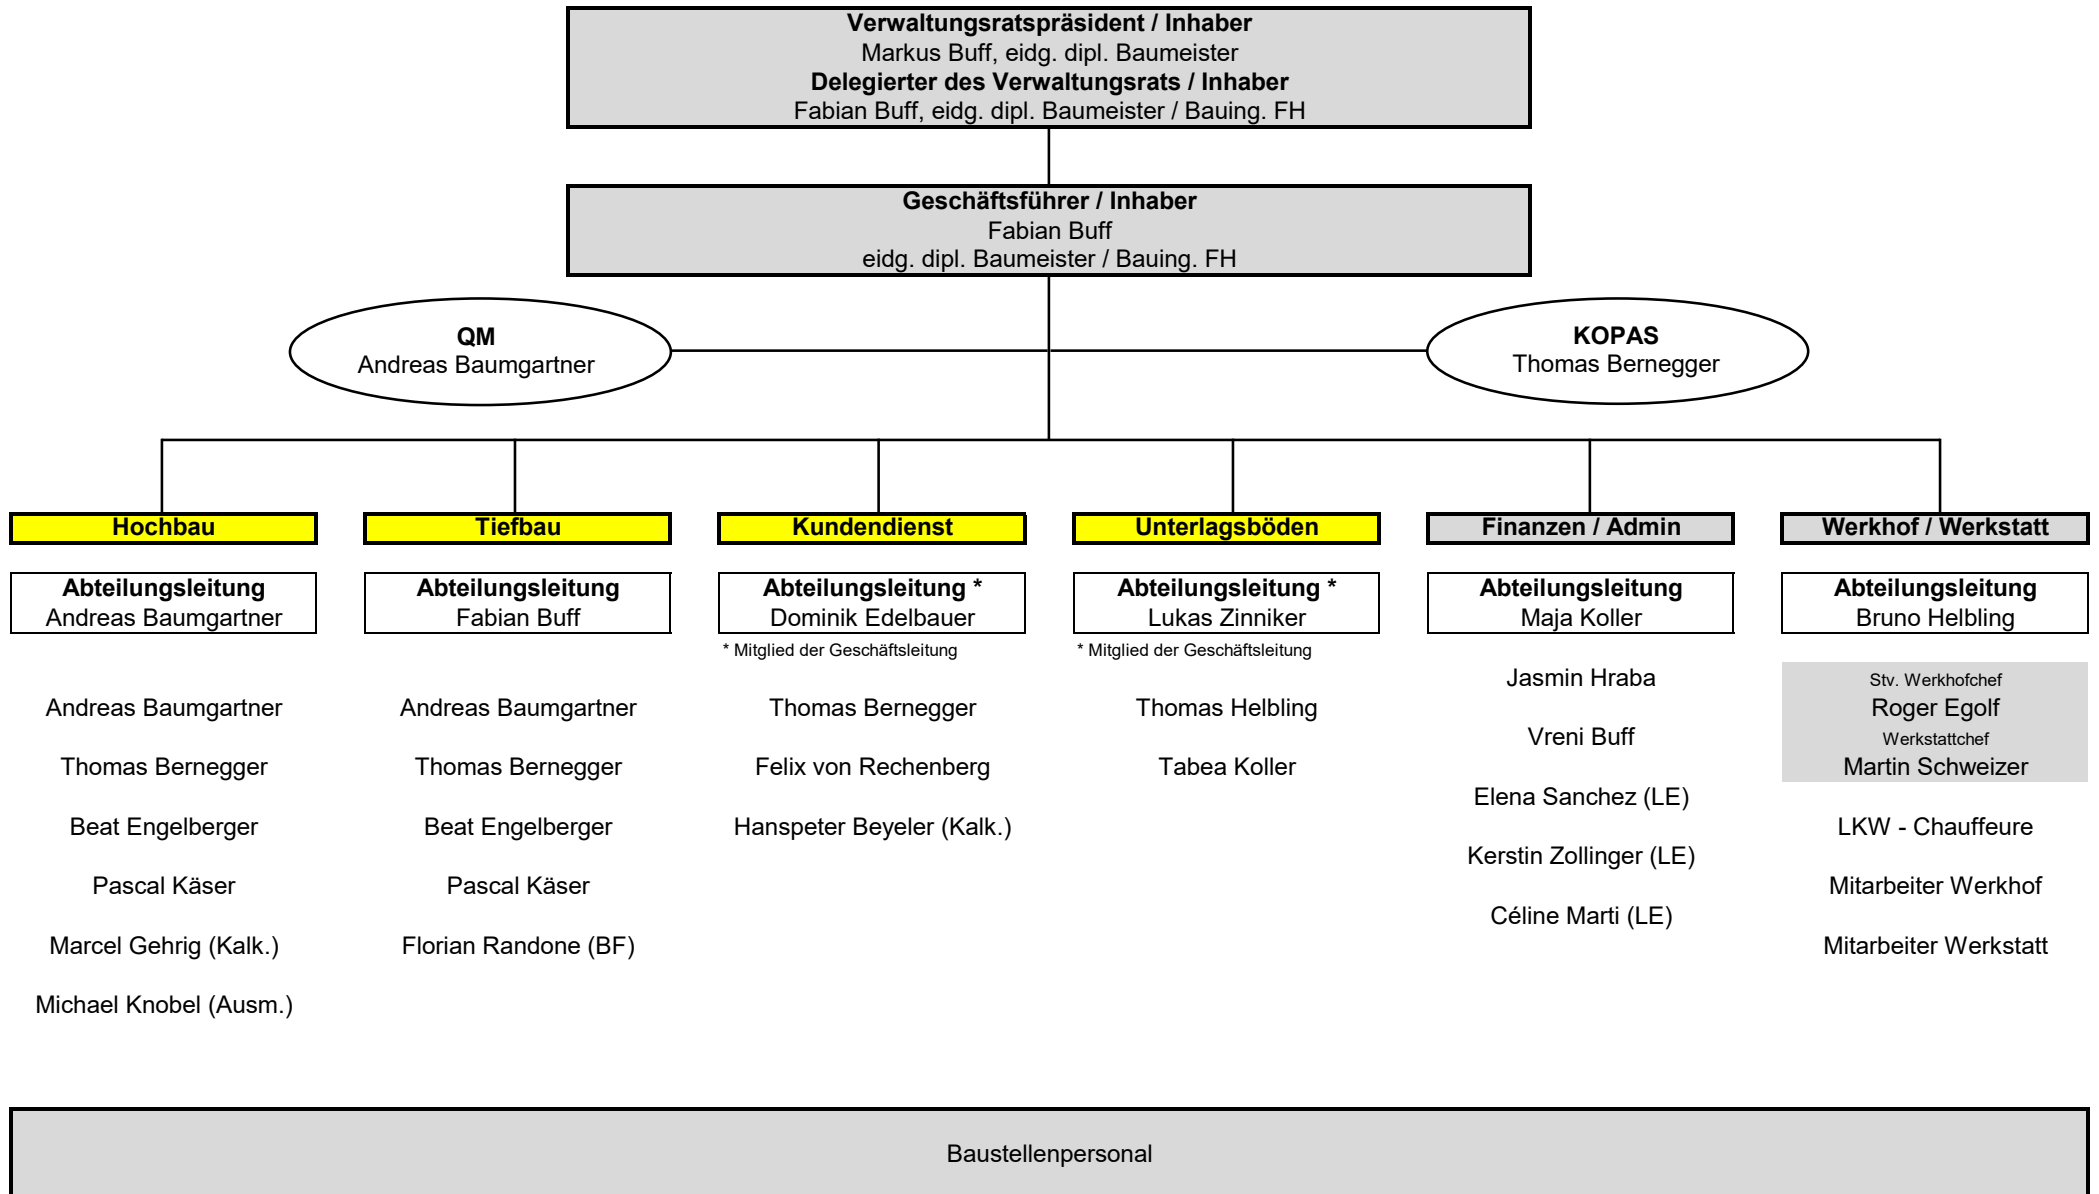 Verwaltungsratspräsident / Inhaber
Markus Buff, eidg. dipl. Baumeister
Delegierter des Verwaltungsrats / Inhaber
Fabian Buff, eidg. dipl. Baumeister / Bauing. FH
Geschäftsführer / Inhaber
Fabian Buff
eidg. dipl. Baumeister / Bauing. FH
QM
Andreas Baumgartner
KOPAS
Thomas Bernegger
Hochbau
Abteilungsleitung
Andreas Baumgartner
Andreas Baumgartner
Thomas Bernegger
Beat Engelberger
Pascal Käser
Marcel Gehrig (Kalk.)
Michael Knobel (Ausm.)
Tiefbau
Abteilungsleitung
Fabian Buff
Andreas Baumgartner
Thomas Bernegger
Beat Engelberger
Pascal Käser
Florian Randone (BF)
Kundendienst
Abteilungsleitung *
Dominik Edelbauer
* Mitglied der Geschäftsleitung
Thomas Bernegger
Felix von Rechenberg
Hanspeter Beyeler (Kalk.)
Unterlagsböden
Abteilungsleitung *
Lukas Zinniker
* Mitglied der Geschäftsleitung
Thomas Helbling
Tabea Koller
Finanzen / Admin
Abteilungsleitung
Maja Koller
Jasmin Hraba
Vreni Buff
Elena Sanchez (LE)
Kerstin Zollinger (LE)
Céline Marti (LE)
Werkhof / Werkstatt
Abteilungsleitung
Bruno Helbling
Stv. Werkhofchef
Roger Egolf
Werkstattchef
Martin Schweizer
LKW - Chauffeure
Mitarbeiter Werkhof
Mitarbeiter Werkstatt
Baustellenpersonal